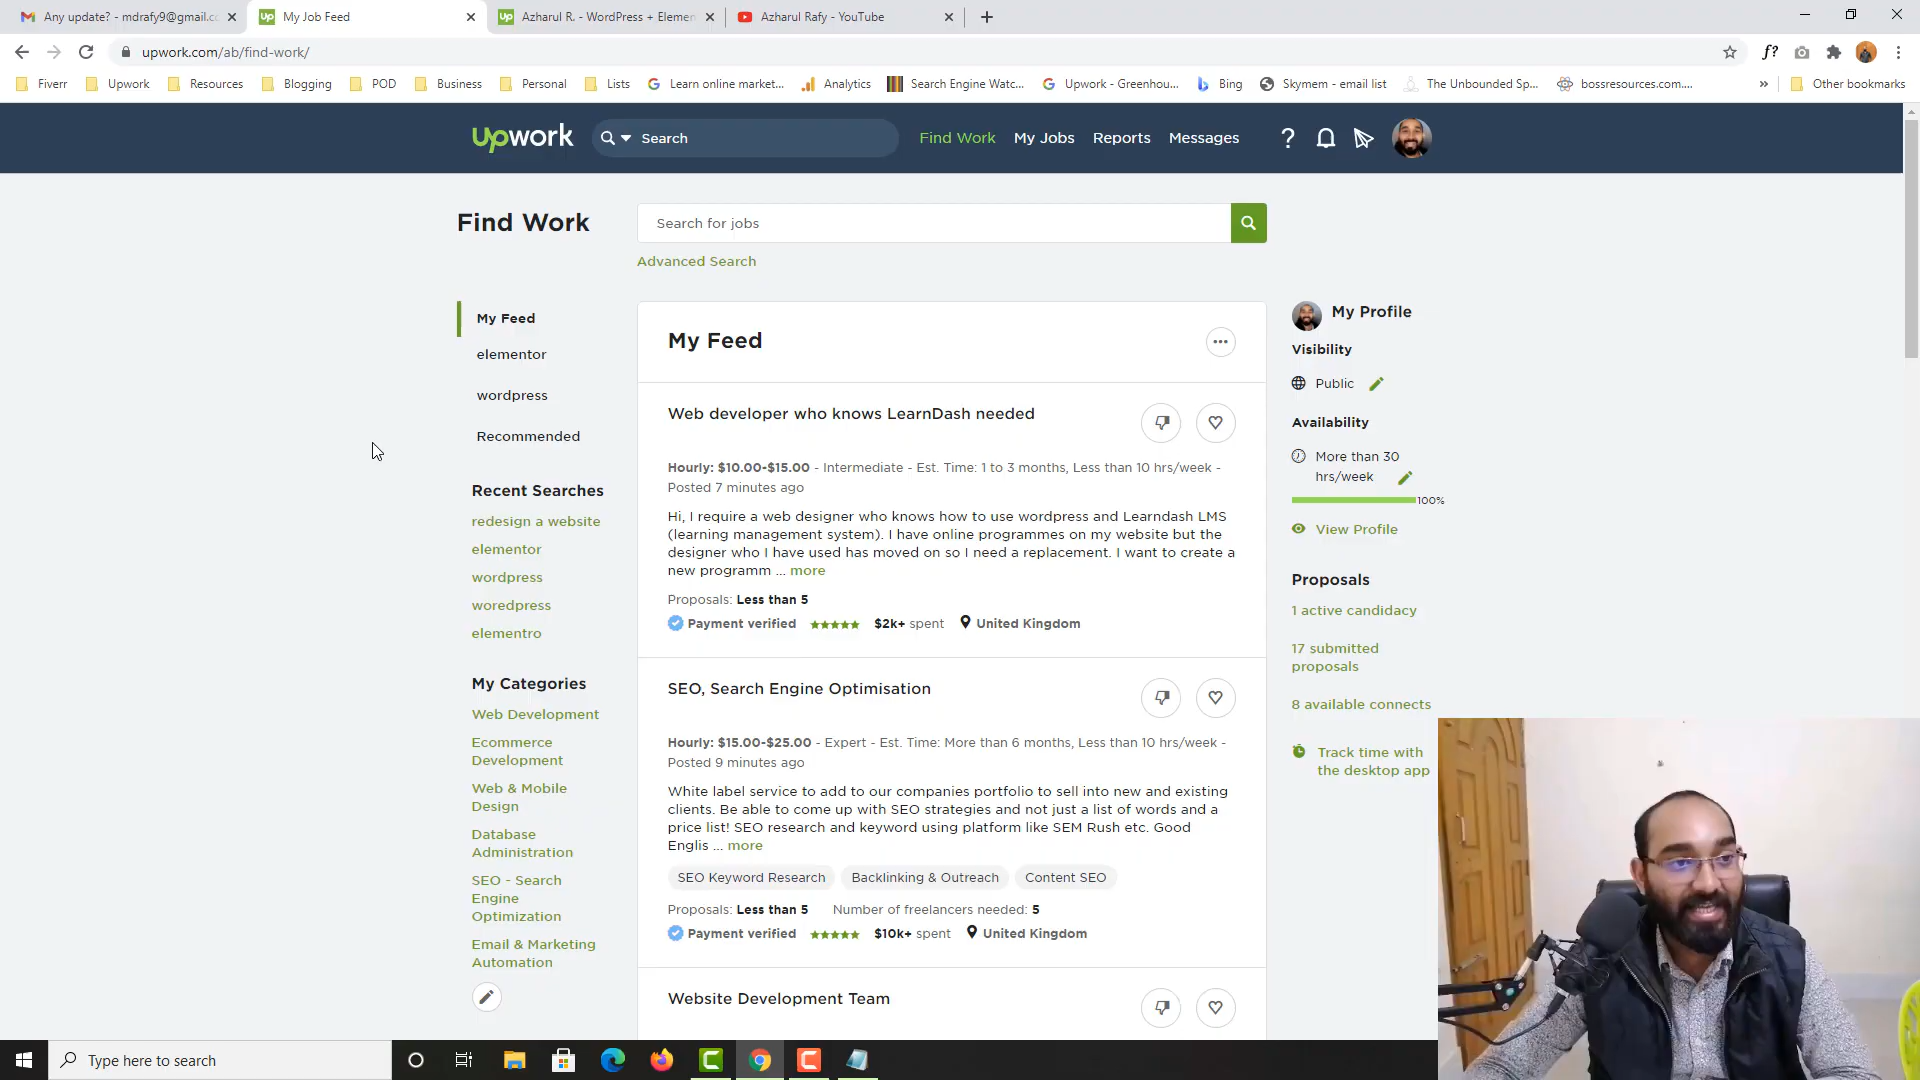 Any update? - mdrafy9@gmail.c
My Job Feed
Azharul R. - WordPress + Elemen
Azharul Rafy - YouTube
upwork.com/ab/find-work/
f?
Fiverr
Upwork
Resources
Blogging
POD
Business
Personal
Lists
Learn online market...
Analytics
Search Engine Watc...
Upwork - Greenhou...
Bing
Skymem - email list
The Unbounded Sp...
bossresources.com....
»
Other bookmarks
upwork
Search
Find Work
My Jobs
Reports
Messages
?
Find Work
Search for jobs
Advanced Search
My Feed
elementor
wordpress
Recommended
Recent Searches
redesign a website
elementor
wordpress
woredpress
elementro
My Categories
Web Development
Ecommerce
Development
Web & Mobile
Design
Database
Administration
SEO - Search
Engine
Optimization
Email & Marketing
Automation
My Feed
Web developer who knows LearnDash needed
Hourly: $10.00-$15.00 - Intermediate - Est. Time: 1 to 3 months, Less than 10 hrs/week -
Posted 7 minutes ago
Hi, I require a web designer who knows how to use wordpress and Learndash LMS
(learning management system). I have online programmes on my website but the
designer who I have used has moved on so I need a replacement. I want to create a
new programm ... more
Proposals: Less than 5
Payment verified $2k+ spent United Kingdom
SEO, Search Engine Optimisation
Hourly: $15.00-$25.00 - Expert - Est. Time: More than 6 months, Less than 10 hrs/week -
Posted 9 minutes ago
White label service to add to our companies portfolio to sell into new and existing
clients. Be able to come up with SEO strategies and not just a list of words and a
price list! SEO research and keyword using platform like SEM Rush etc. Good
Englis ... more
SEO Keyword Research
Backlinking & Outreach
Content SEO
Proposals: Less than 5 Number of freelancers needed: 5
Payment verified $10k+ spent United Kingdom
Website Development Team
My Profile
Visibility
Public
Availability
More than 30
hrs/week
100%
View Profile
Proposals
1 active candidacy
17 submitted
proposals
8 available connects
Track time with
the desktop app
Type here to search